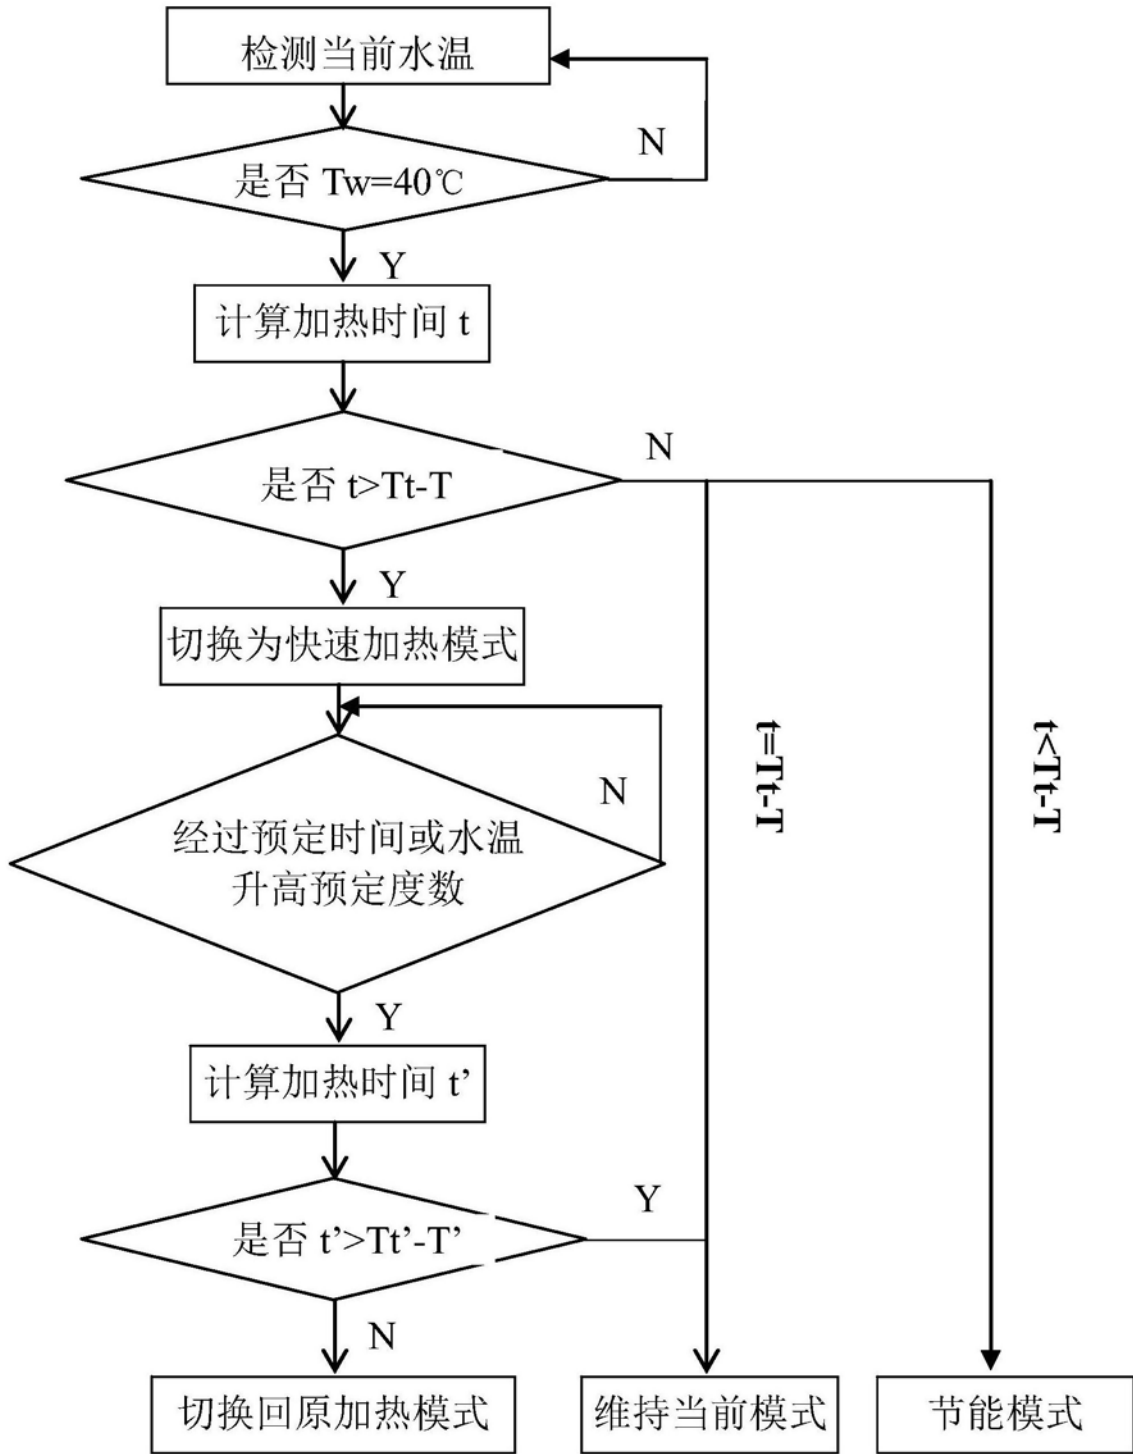 检测当前水温
N
是否 Tw=40℃
Y
计算加热时间 t
N
是否 t>Tt-T
Y
切换为快速加热模式
t=Tt-T
t<Tt-T
N
经过预定时间或水温
升高预定度数
Y
计算加热时间 t’
Y
是否 t’>Tt’-T’
N
切换回原加热模式
维持当前模式
节能模式